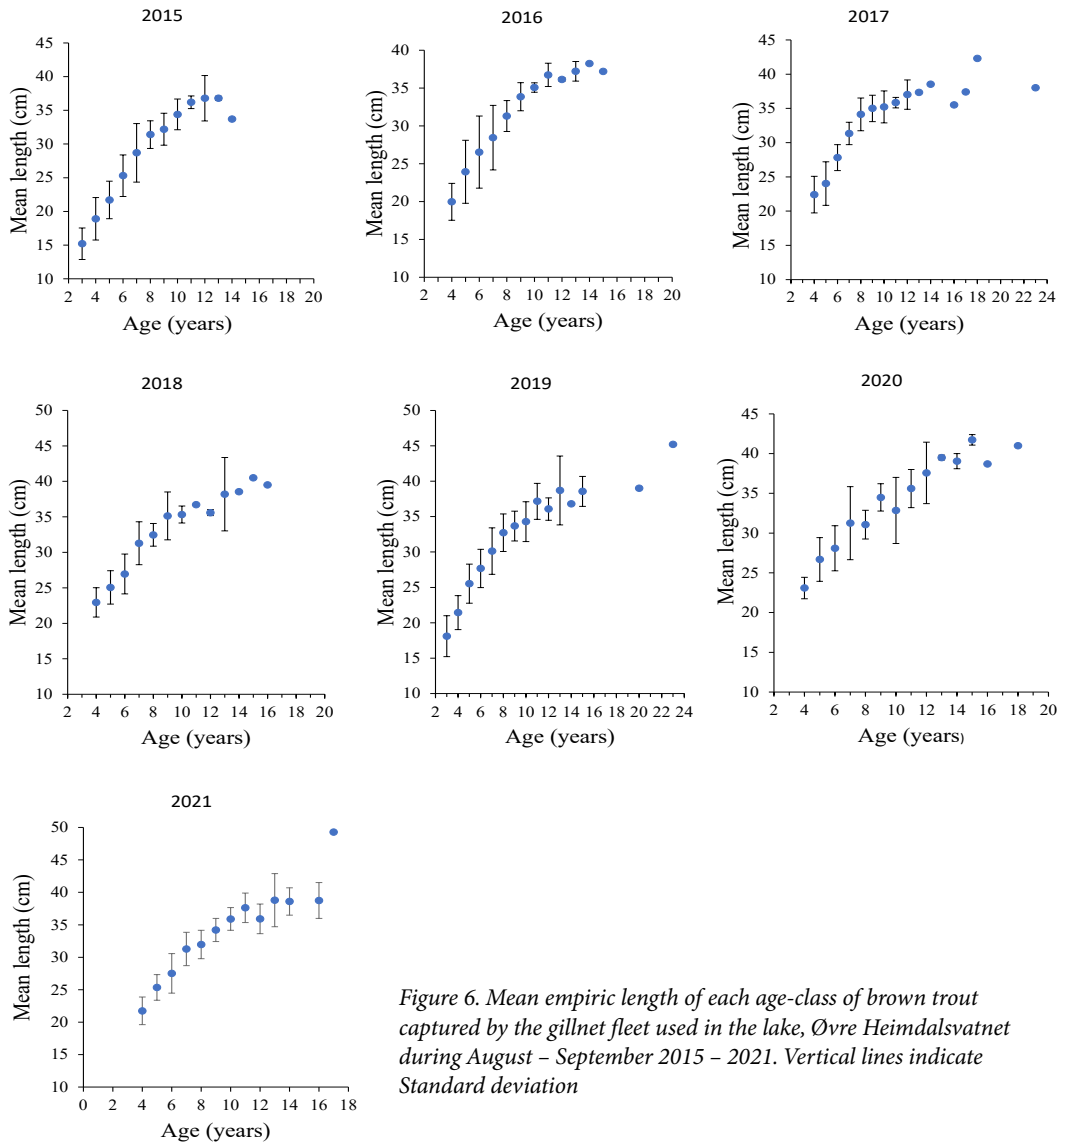 2015
45
40
35
30
25
20
15
10
2 4 6 8 10 12 14 16 18 20
Mean length (cm)
Age (years)
2016
40
35
30
25
20
15
10
2 4 6 8 10 12 14 16 18 20
Mean length (cm)
Age (years)
2017
45
40
35
30
25
20
15
10
2 4 6 8 10 12 14 16 18 20 22 24
Mean length (cm)
Age (years)
2018
50
45
40
35
30
25
20
15
10
2 4 6 8 10 12 14 16 18 20
Mean length (cm)
Age (years)
2019
50
45
40
35
30
25
20
15
10
2 4 6 8 10 12 14 16 18 20 22 24
Mean length (cm)
Age (years)
2020
45
40
35
30
25
20
15
10
2 4 6 8 10 12 14 16 18 20
Mean length (cm)
Age (years)
2021
50
45
40
35
30
25
20
15
10
0 2 4 6 8 10 12 14 16 18
Mean length (cm)
Age (years)
Figure 6. Mean empiric length of each age-class of brown trout
captured by the gillnet fleet used in the lake, Øvre Heimdalsvatnet
during August – September 2015 – 2021. Vertical lines indicate
Standard deviation